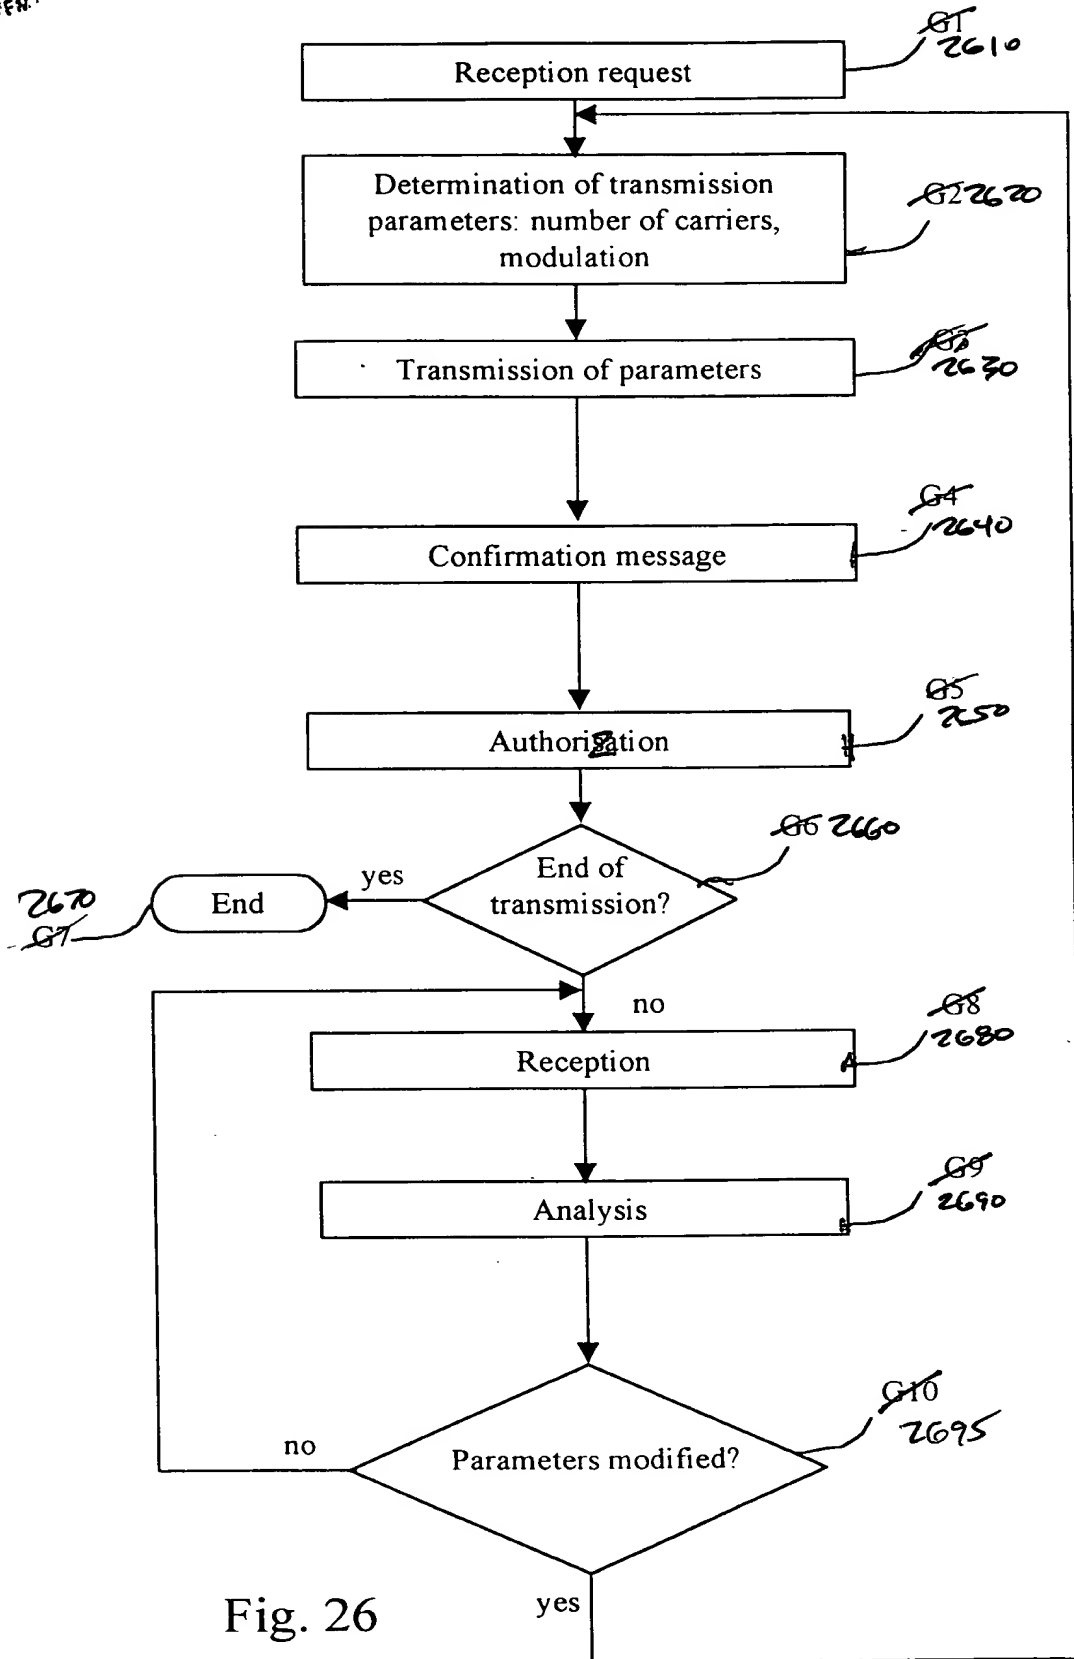 G1
2610
Reception request
Determination of transmission
parameters: number of carriers,
modulation
G2 2620
Transmission of parameters
G3
2630
Confirmation message
G4
2640
Authorization
G5
2650
G6 2660
End of
transmission?
yes
End
2670
G7
no
G8
2680
Reception
G9
2690
Analysis
G10
2695
Parameters modified?
no
yes
Fig. 26